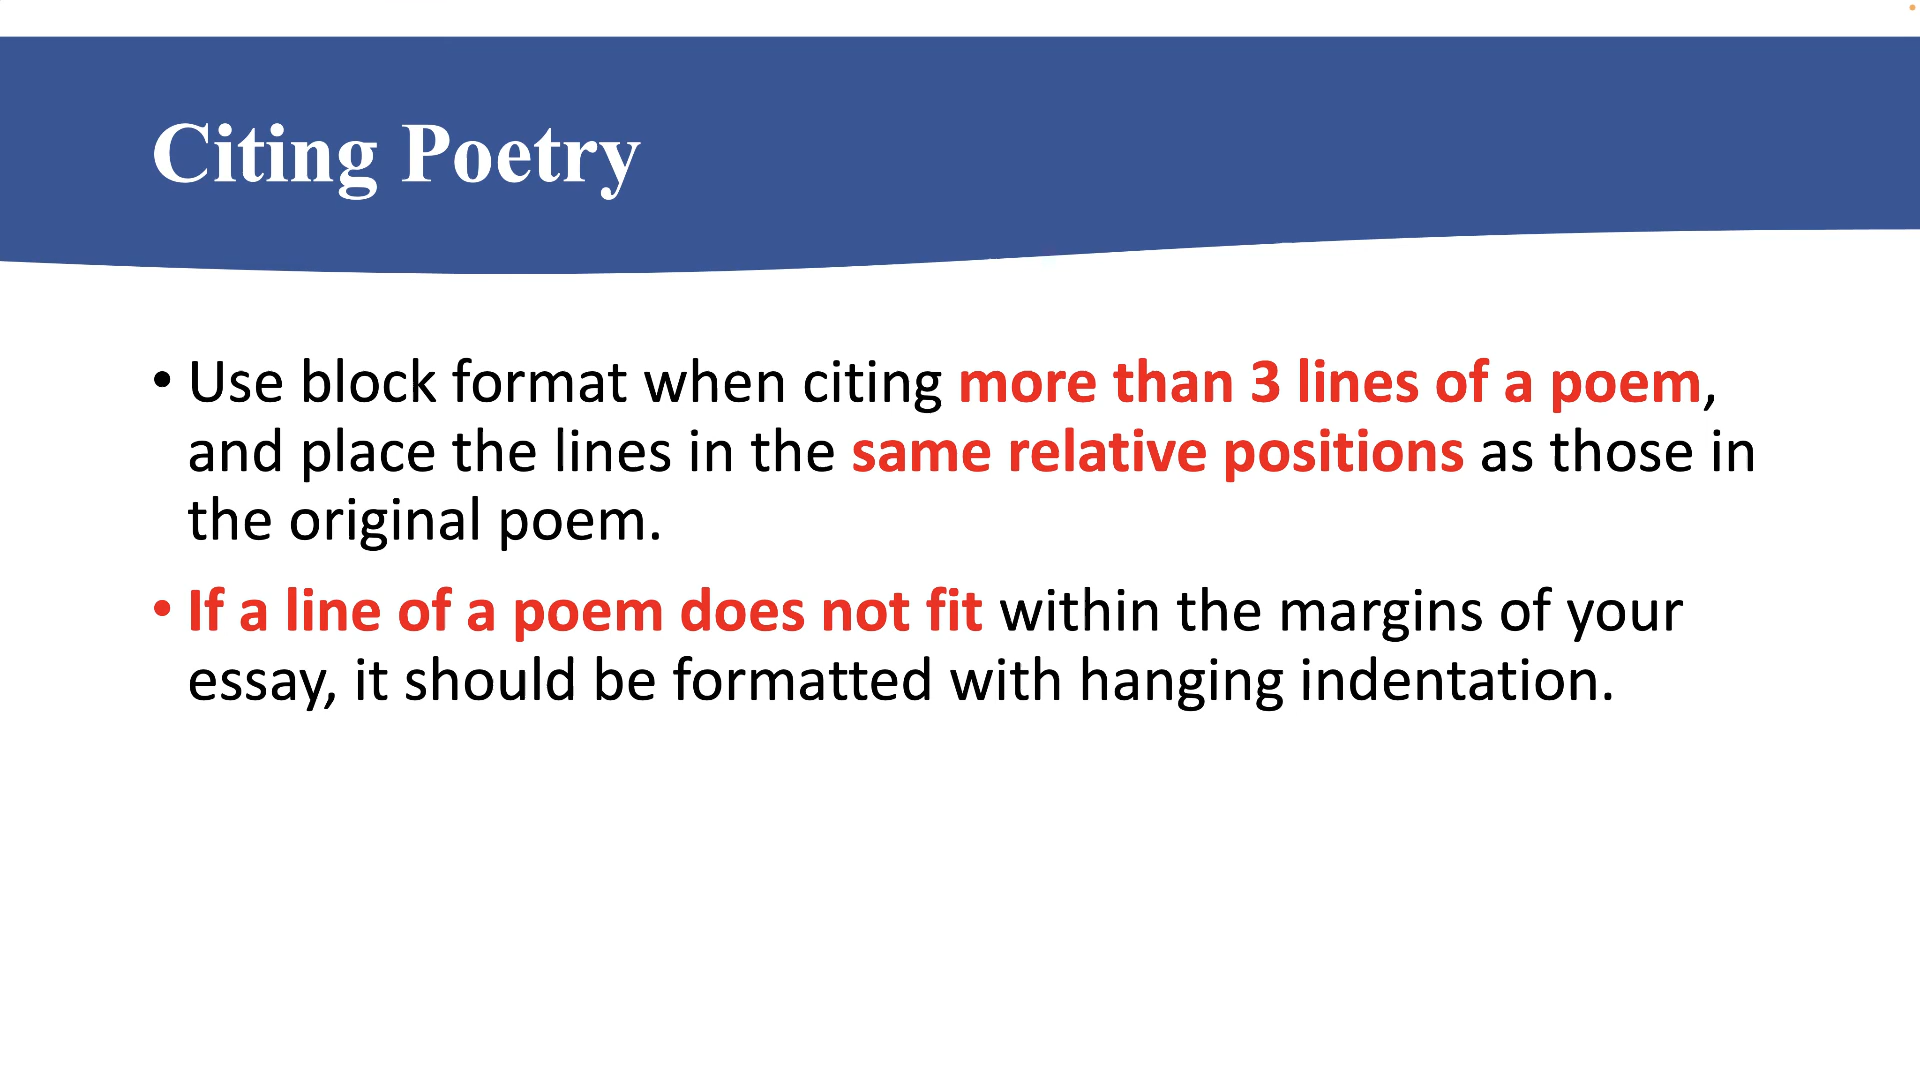 Citing Poetry
• Use block format when citing more than 3 lines of a poem,
and place the lines in the same relative positions as those in
the original poem.
• If a line of a poem does not fit within the margins of your
essay, it should be formatted with hanging indentation.